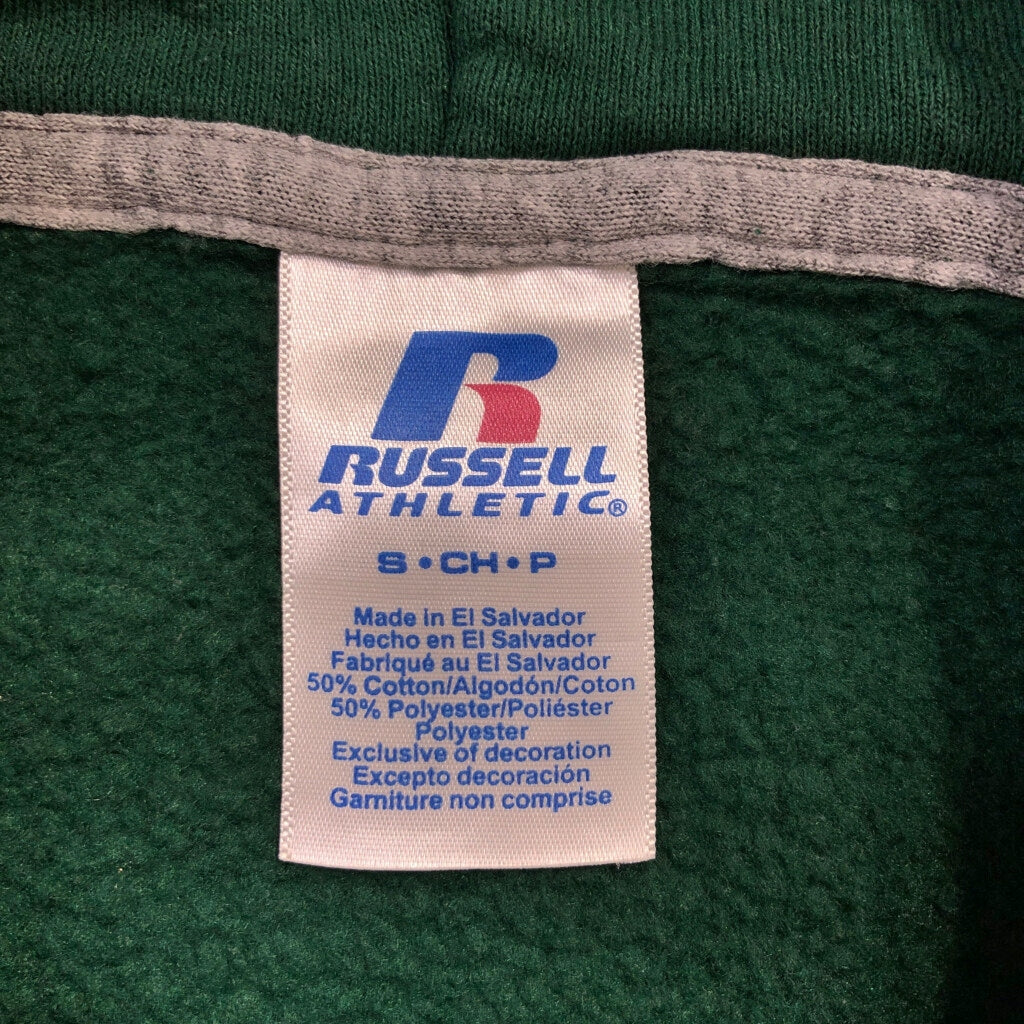 RUSSELL
ATHLETIC®
S • CH • P
Made in El Salvador
Hecho en El Salvador
Fabriqué au El Salvador
50% Cotton/Algodón/Coton
50% Polyester/Poliéster
Polyester
Exclusive of decoration
Excepto decoración
Garniture non comprise